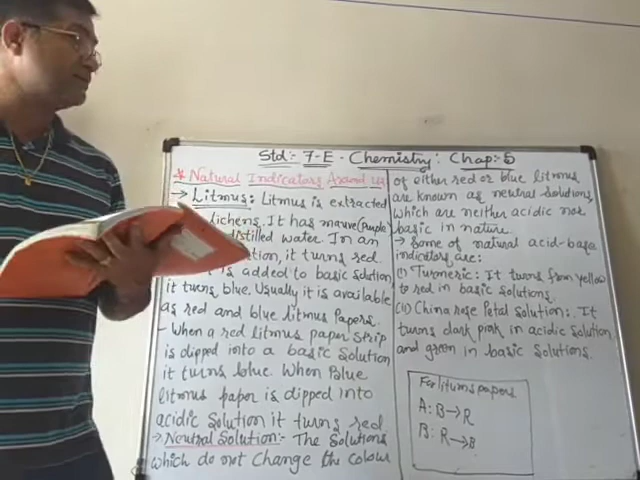 Std:- 7-E - Chemistry: Chap:- 5
* Natural Indicators Around us
→ Litmus: Litmus is extracted
lichens. It has mauve (Purple)
distilled water. In an
solution, it turns red
is added to basic solution
it turns blue. Usually it is available
as red and blue litmus Papers.
- When a red litmus paper strip
is dipped into a basic solution
it turns blue. When Blue
litmus paper is dipped into
acidic solution it turns red.
→ Neutral Solution:- The Solutions
which do not change the colour
of either red or blue litmus
are known as neutral solutions,
which are neither acidic nor
basic in nature.
→ Some of natural acid-base
indicators are:
(i) Turmeric: It turns from yellow
to red in basic solutions.
(ii) China rose Petal solution:. It
turns dark pink in acidic solution
and green in basic solutions.
For litums papers
A: B→R
B: R→B